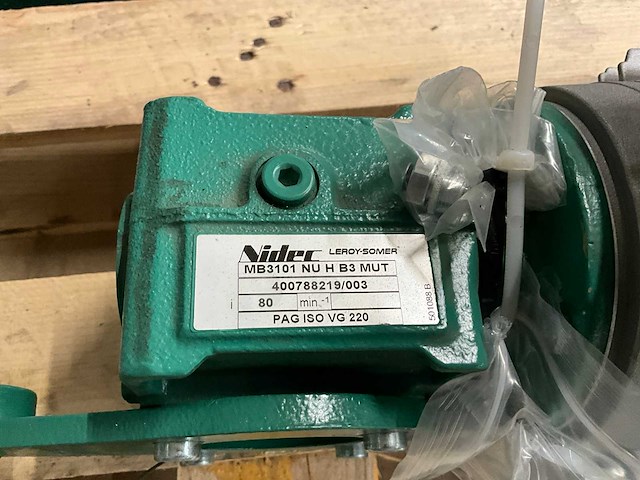 Nidec LEROY-SOMER
MB3101 NU H B3 MUT
400788219/003
i 80 min.-1
PAG ISO VG 220
501088 B